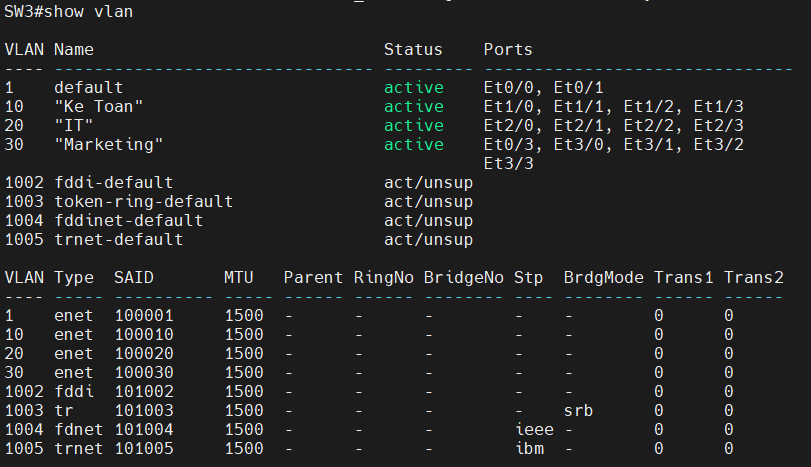 SW3#show vlan
VLAN Name                             Status    Ports
---- -------------------------------- --------- -------------------------------
1    default                          active    Et0/0, Et0/1
10   "Ke Toan"                        active    Et1/0, Et1/1, Et1/2, Et1/3
20   "IT"                             active    Et2/0, Et2/1, Et2/2, Et2/3
30   "Marketing"                      active    Et0/3, Et3/0, Et3/1, Et3/2
                                                Et3/3
1002 fddi-default                     act/unsup
1003 token-ring-default               act/unsup
1004 fddinet-default                  act/unsup
1005 trnet-default                    act/unsup
VLAN Type  SAID       MTU   Parent RingNo BridgeNo Stp  BrdgMode Trans1 Trans2
---- ----- ---------- ----- ------ ------ -------- ---- -------- ------ ------
1    enet  100001     1500  -      -      -        -    -        0      0
10   enet  100010     1500  -      -      -        -    -        0      0
20   enet  100020     1500  -      -      -        -    -        0      0
30   enet  100030     1500  -      -      -        -    -        0      0
1002 fddi  101002     1500  -      -      -        -    -        0      0
1003 tr    101003     1500  -      -      -        -    srb      0      0
1004 fdnet 101004     1500  -      -      -        ieee -        0      0
1005 trnet 101005     1500  -      -      -        ibm  -        0      0